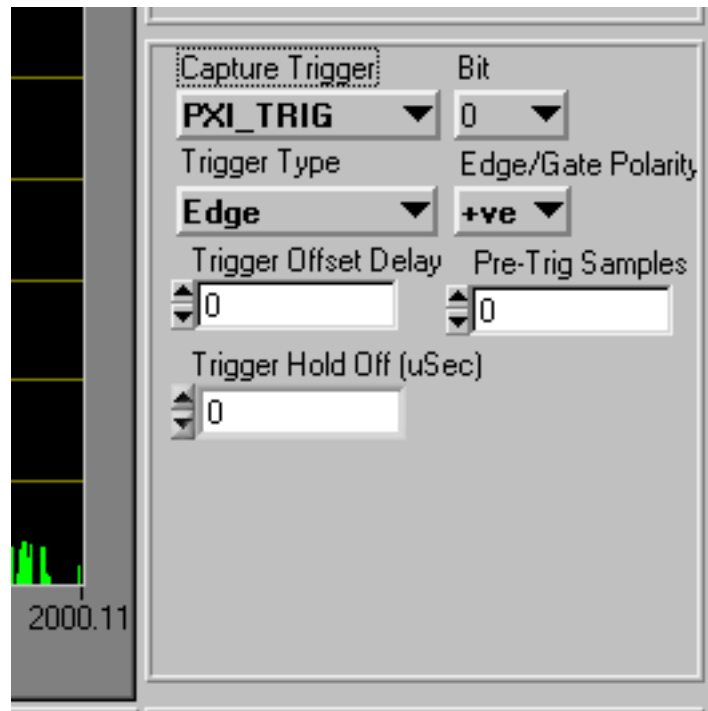 Capture Trigger Bit
PXI_TRIG 0
Trigger Type Edge/Gate Polarity
Edge +ve
Trigger Offset Delay Pre-Trig Samples
0 0
Trigger Hold Off (uSec)
0
2000.11